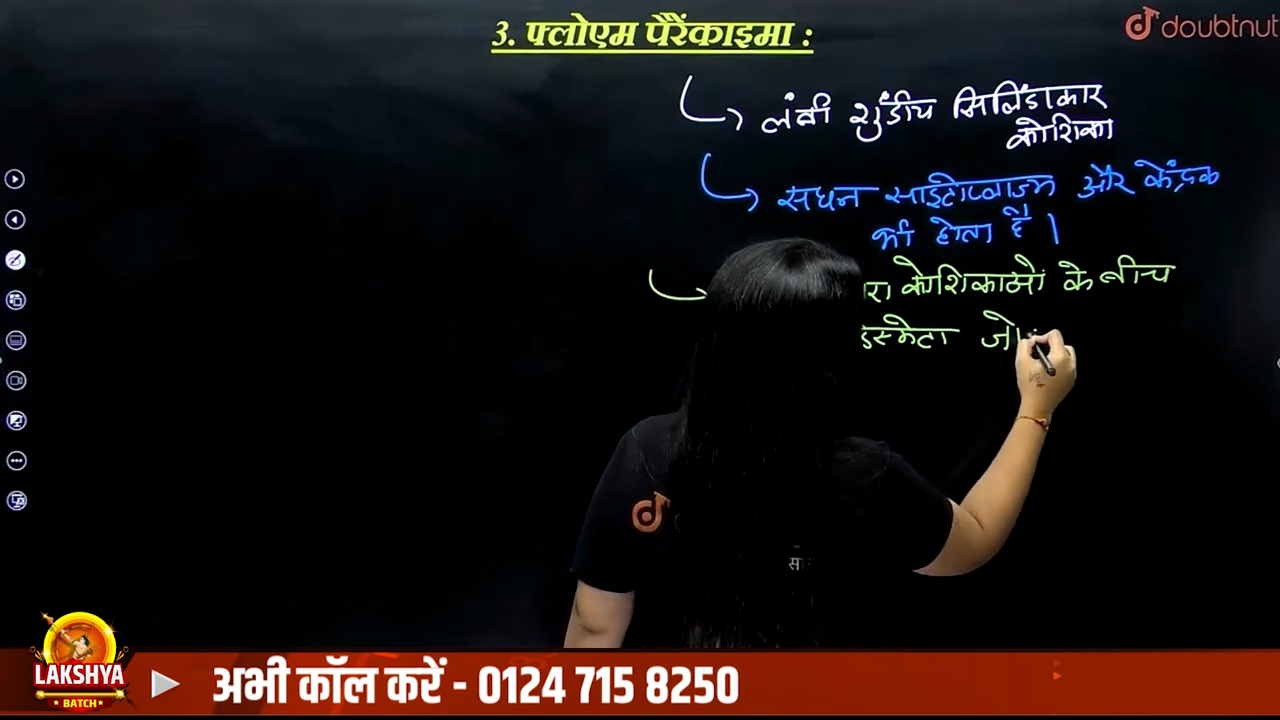 3. फ्लोएम पैरेंकाइमा :
doubtnut
लंबी शुंडीय सिलिंडाकार
कोशिका
सघन साइटोप्लाज्म और केंद्रक
भी होता है।
कोशिकाओ के बीच
LAKSHYA
BATCH
अभी कॉल करें - 0124 715 8250